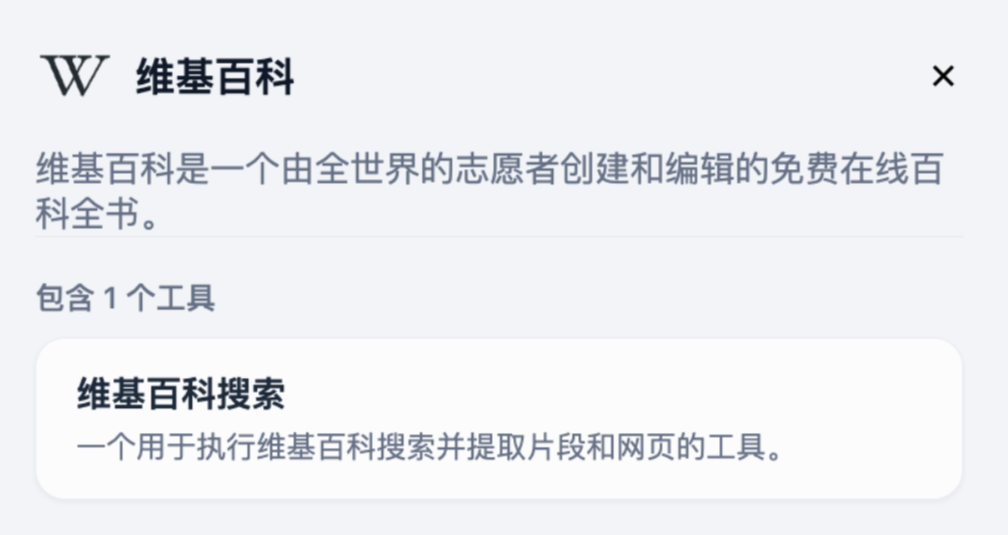 W 维基百科
维基百科是一个由全世界的志愿者创建和编辑的免费在线百
科全书。
包含 1 个工具
维基百科搜索
一个用于执行维基百科搜索并提取片段和网页的工具。